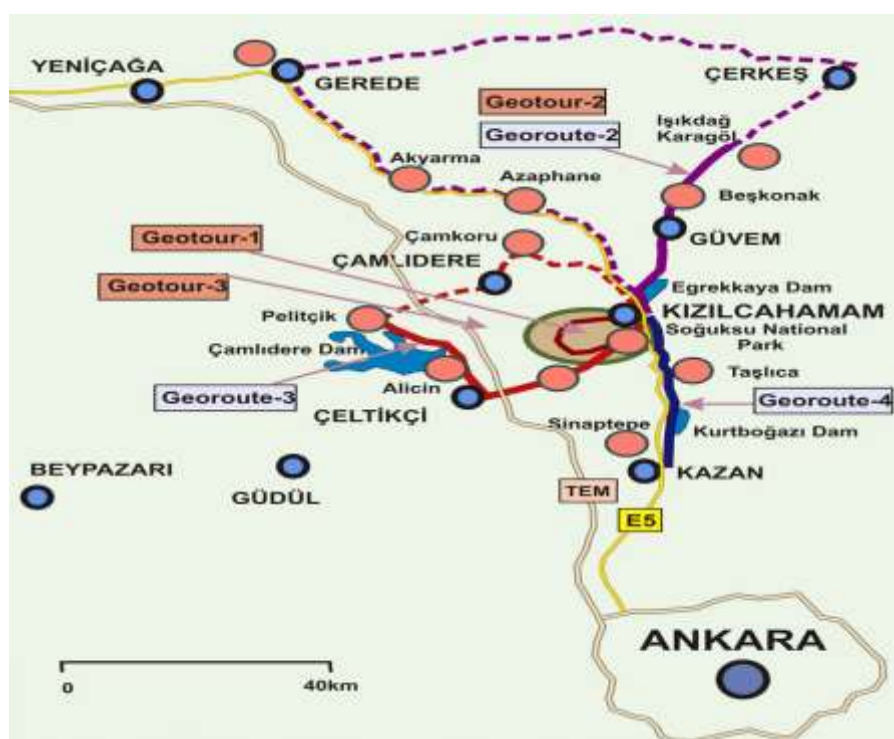 YENİÇAĞA
GEREDE
ÇERKEŞ
Geotour-2
Georoute-2
Işıkdağ
Karagöl
Akyarma
Azaphane
Beşkonak
Geotour-1
Çamkoru
GÜVEM
ÇAMLIDERE
Geotour-3
Egrekkaya Dam
Pelitçik
KIZILCAHAMAM
Soğuksu National
Park
Çamlıdere Dam
Alicin
Taşlıca
Georoute-3
Georoute-4
ÇELTİKÇİ
Sinaptepe
Kurtboğazı Dam
BEYPAZARI
GÜDÜL
KAZAN
TEM
E5
ANKARA
0
40km